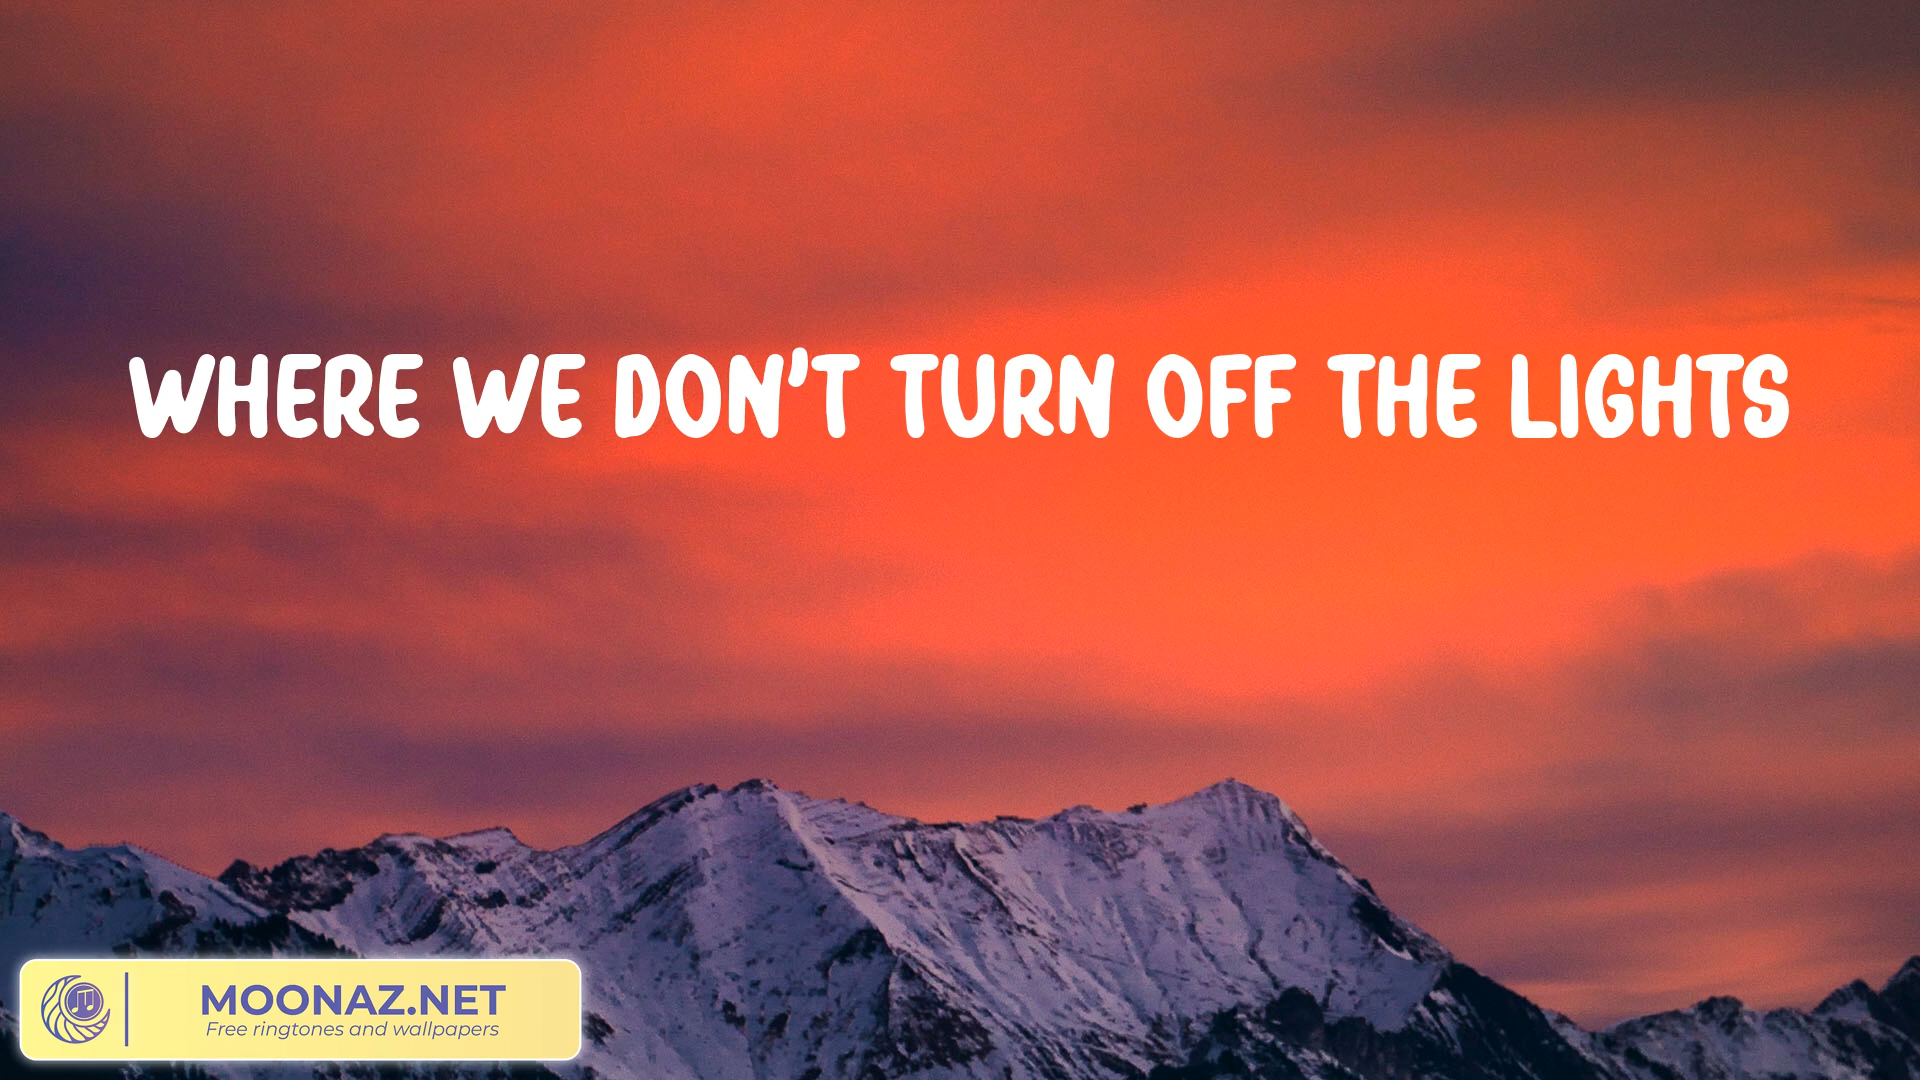 WHERE WE DON'T TURN OFF THE LIGHTS
MOONAZ.NET
Free ringtones and wallpapers